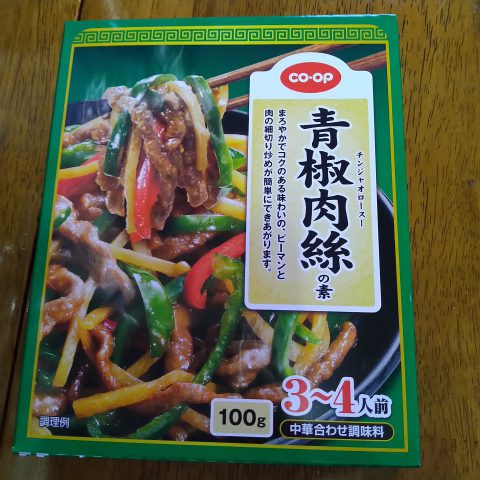 co·op
青椒肉絲の素
チンジャオロースー
まろやかでコクのある味わいの、ピーマンと
肉の細切り炒めが簡単にできあがります。
調理例
100g
3〜4人前
中華合わせ調味料